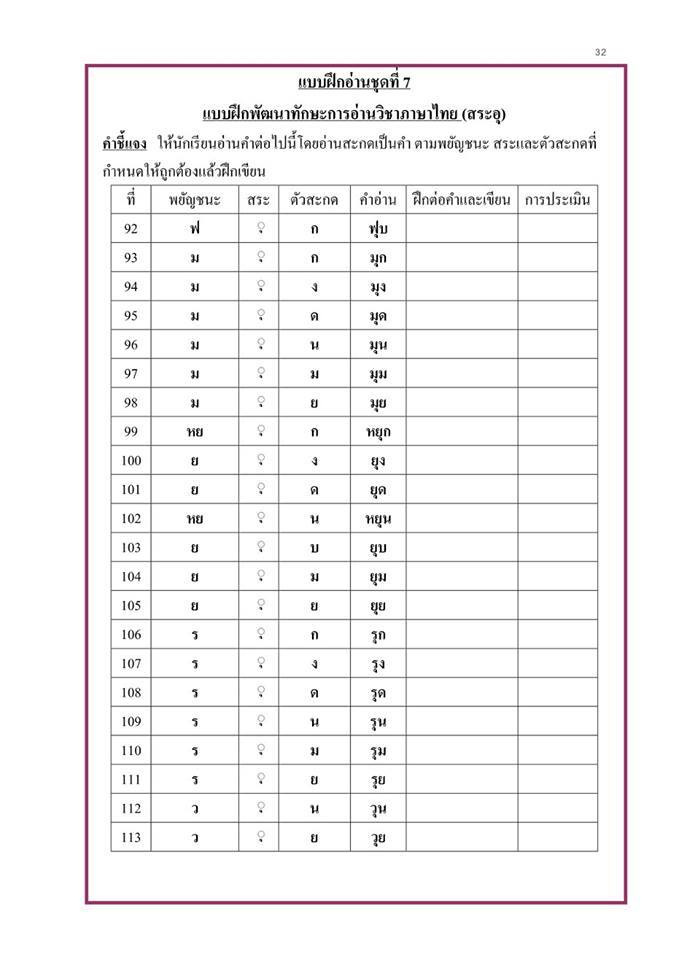 32
แบบฝึกอ่านชุดที่ 7
แบบฝึกพัฒนาทักษะการอ่านวิชาภาษาไทย (สระอุ)
คำชี้แจง ให้นักเรียนอ่านคำต่อไปนี้โดยอ่านสะกดเป็นคำ ตามพยัญชนะ สระและตัวสะกดที่
กำหนดให้ถูกต้องแล้วฝึกเขียน
ที่ พยัญชนะ สระ ตัวสะกด คำอ่าน ฝึกต่อคำและเขียน การประเมิน
92 ฟ ุ ก ฟุบ
93 ม ุ ก มุก
94 ม ุ ง มุง
95 ม ุ ด มุด
96 ม ุ น มุน
97 ม ุ ม มุม
98 ม ุ ย มุย
99 หย ุ ก หยุก
100 ย ุ ง ยุง
101 ย ุ ด ยุด
102 หย ุ น หยุน
103 ย ุ บ ยุบ
104 ย ุ ม ยุม
105 ย ุ ย ยุย
106 ร ุ ก รุก
107 ร ุ ง รุง
108 ร ุ ด รุด
109 ร ุ น รุน
110 ร ุ ม รุม
111 ร ุ ย รุย
112 ว ุ น วุน
113 ว ุ ย วุย